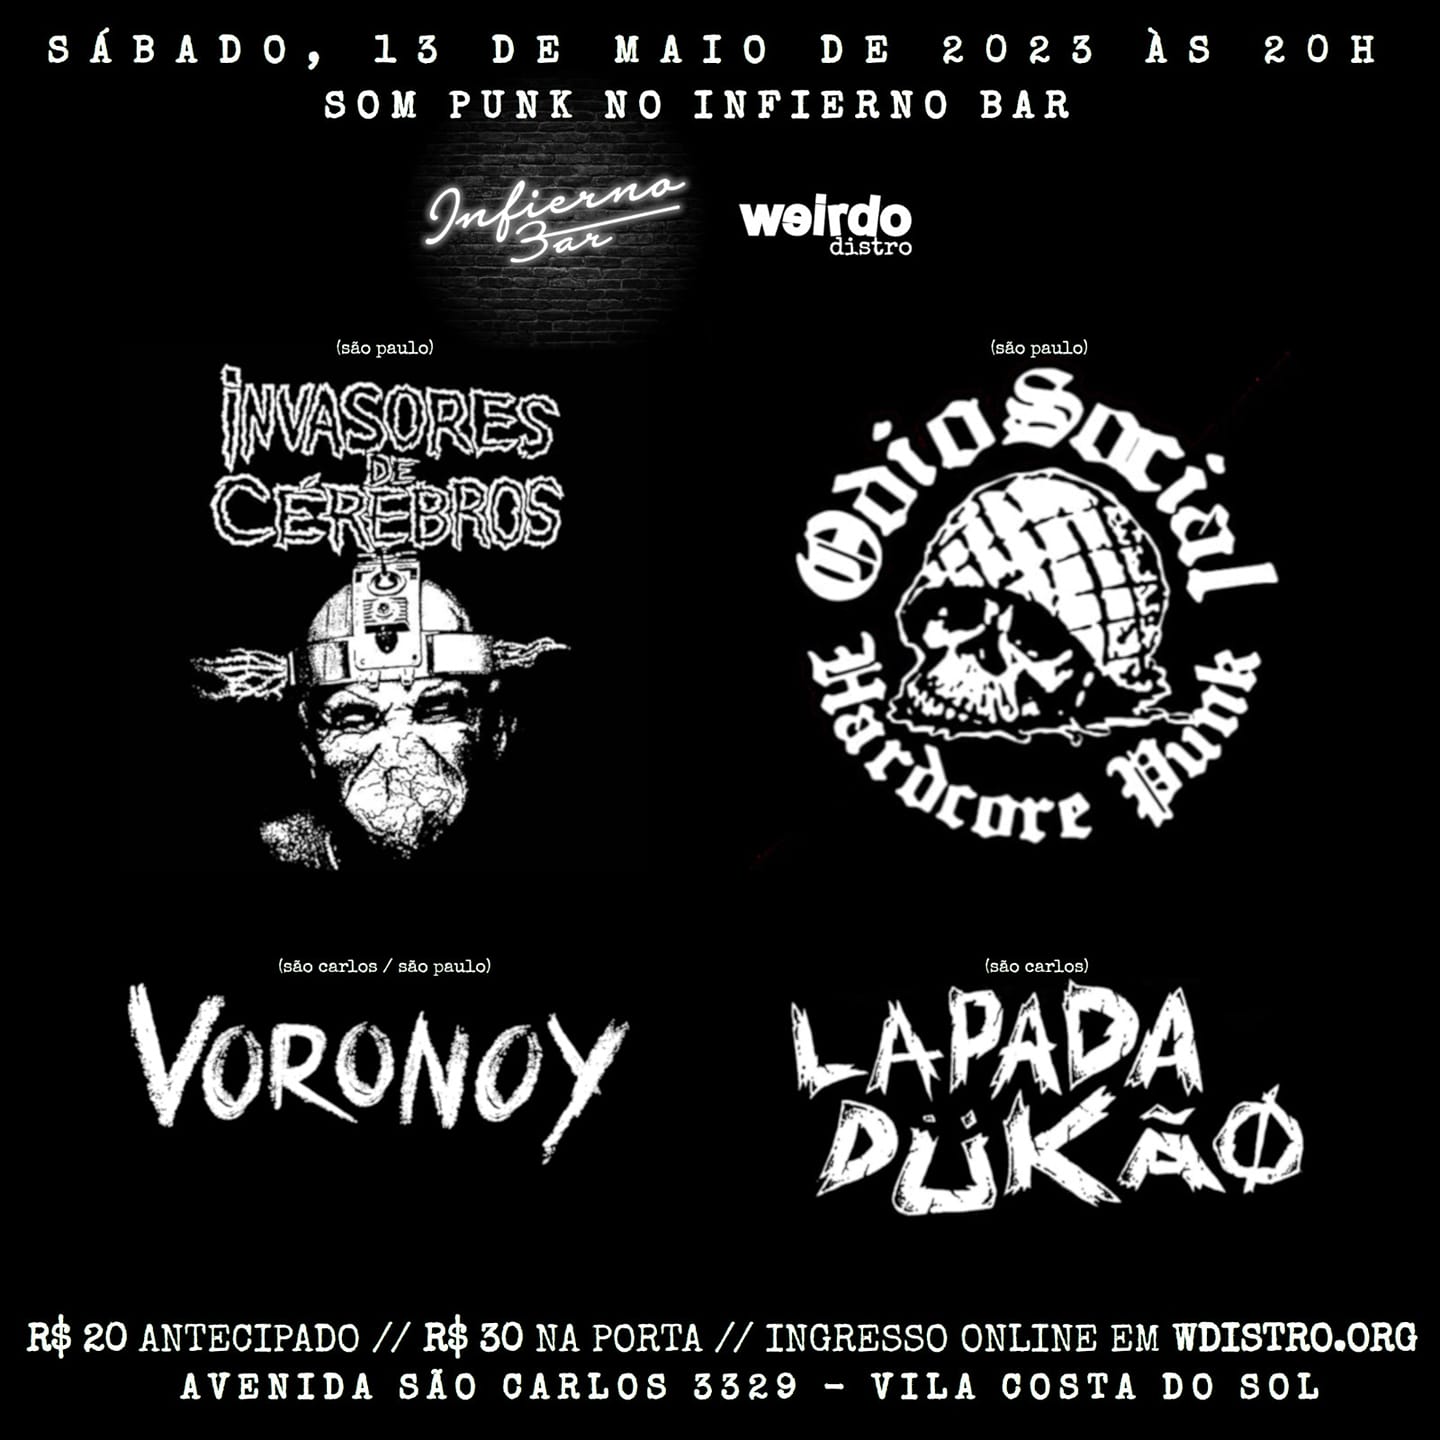 SÁBADO, 13 DE MAIO DE 2023 ÀS 20H
SOM PUNK NO INFIERNO BAR
Infierno
Bar
weirdo
distro
(são paulo)
INVASORES
DE
CÉREBROS
(são paulo)
Odio Social
Hardcore Punk
(são carlos / são paulo)
VORONOY
(são carlos)
LAPADA
DÜKÃO
R$ 20 ANTECIPADO // R$ 30 NA PORTA // INGRESSO ONLINE EM WDISTRO.ORG
AVENIDA SÃO CARLOS 3329 - VILA COSTA DO SOL